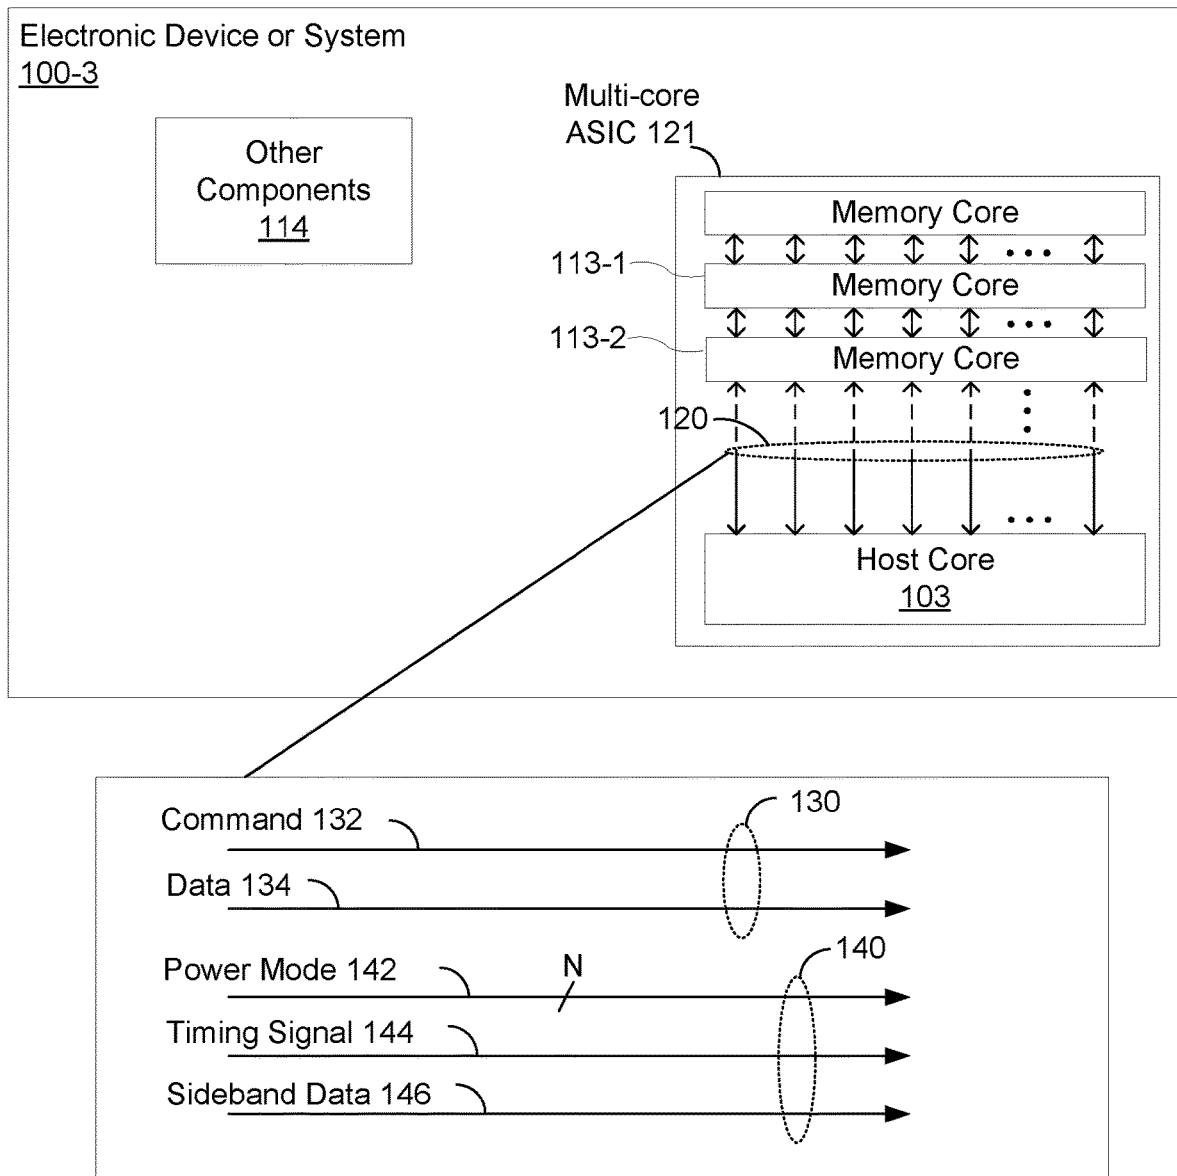 Electronic Device or System
100-3
Other
Components
114
Multi-core
ASIC 121
Memory Core
113-1
Memory Core
113-2
Memory Core
120
Host Core
103
Command 132
130
Data 134
Power Mode 142
N
140
Timing Signal 144
Sideband Data 146